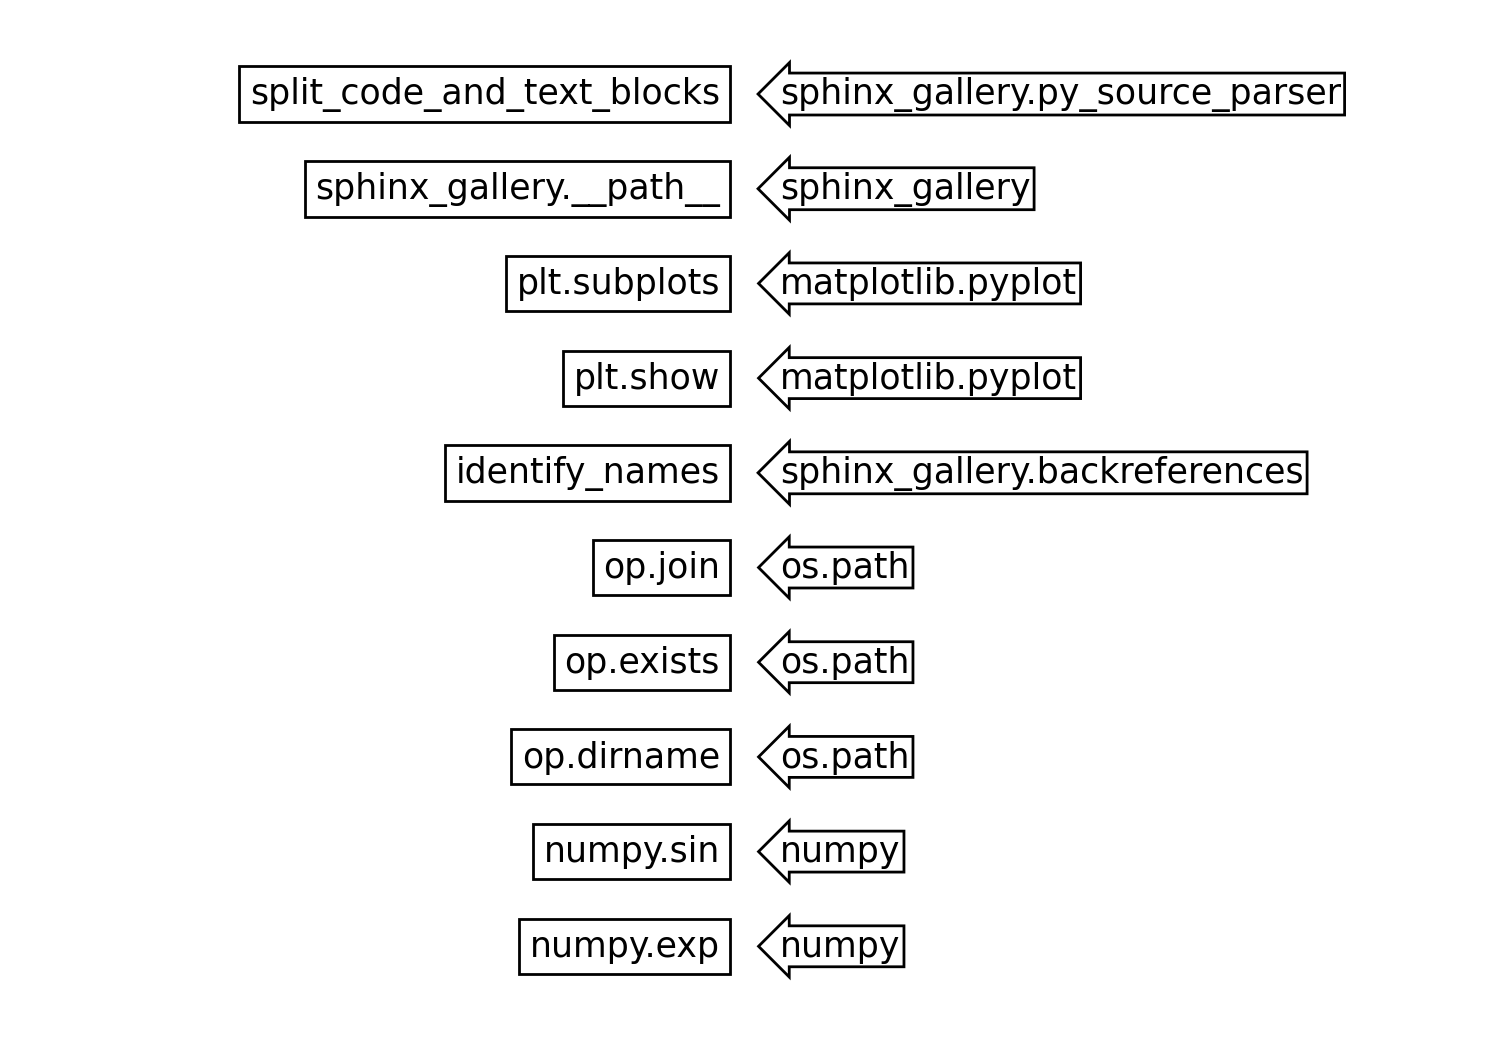 split_code_and_text_blocks sphinx_gallery.py_source_parser
sphinx_gallery.__path__ sphinx_gallery
plt.subplots matplotlib.pyplot
plt.show matplotlib.pyplot
identify_names sphinx_gallery.backreferences
op.join os.path
op.exists os.path
op.dirname os.path
numpy.sin numpy
numpy.exp numpy